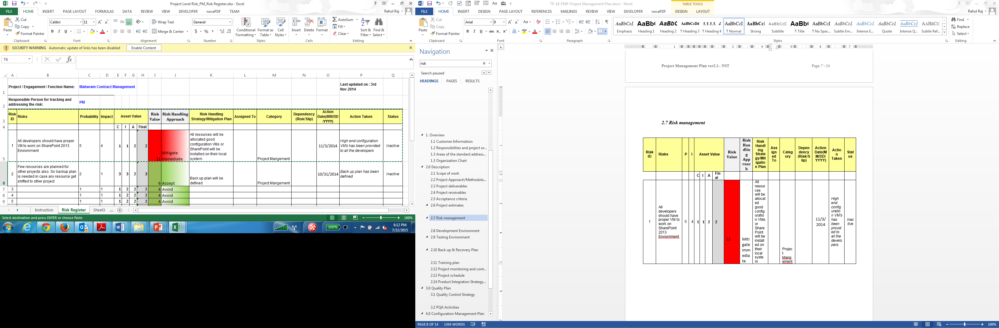 Project Level Risk_PM_Risk Register.xlsx - Excel
FILE HOME INSERT PAGE LAYOUT FORMULAS DATA REVIEW VIEW DEVELOPER novaPDF TEAM Rahul Raj
Paste Cut Copy Format Painter Clipboard
Calibri 11 B I U Font
Wrap Text Merge & Center Alignment
General $ % Number
Conditional Formatting Format as Table Cell Styles Styles
Insert Delete Format Cells
AutoSum Fill Clear Sort & Filter Find & Select Editing
SECURITY WARNING Automatic update of links has been disabled Enable Content
T6 fx
A B C D E F G H I J K L M N O P Q
1 Project / Engagement / Function Name: Maharam Contract Management Last updated on : 3rd
Nov 2014
2 Responsible Person for tracking and
addressing the risk: PM
3 Risk ID Risks Probability Impact Asset Value Risk Value Risk Handling Approach Risk Handling Strategy/Mitigation Plan Assigned To Category Dependency (Risk/Slip) Action Date(MM/DD/YYYY) Action Taken Status
4 C I A Final
5 1 All developers should have proper
VM to work on SharePoint 2013
Enviornment
5 4 1 1 2 2 11 Mitigate Immediate
All resources will be
allocated good
configuration VMs or
SharePoint will be
installed on their local
system
Project Mangement 11/3/2014
High end configuration
VM's has been provided
to all the developers
Inactive
6 2 Few resources are planned for
other projects also. So backup plan
is needed in case any resource get
shifted to other project
2 1 3 3 2 3 6 Accept
Back up plan will be
defined
Project Mangement 10/31/2014
Back up plan has been
defined
Inactive
7 3 1 1 1 2 2 2 4 Avoid
8 4 1 1 1 2 2 2 4 Avoid
9 5 1 1 1 2 2 2 4 Avoid
Instruction Risk Register Sheet3 ...
Select destination and press ENTER or choose Paste 100%
100% 6:12 PM
7/22/2015
TP-18-PMP-Project Management Plan.docx - Word TABLE TOOLS
FILE HOME INSERT DESIGN PAGE LAYOUT REFERENCES MAILINGS REVIEW VIEW DEVELOPER novaPDF DESIGN LAYOUT Rahul Raj
Paste Cut Copy Format Painter Clipboard
Arial 9 Aa B I U abc x₂ x² A Font
Paragraph
AaBbCcL AaBb( AaBbC AaBbCcDd 1.1.1.1. A AaBbCcI AaBbCc AaBbCcD AaBb( AaBbCcI AaBbCcL AaBbCcL AaBbCcL AaBbCcI AABBCC
Emphasis Heading 1 Heading 2 ¶ Heading 3 ¶ Heading 4 ¶ Normal Strong Subtitle ¶ Title ¶ No Spac... Subtle Em... Intense E... Quote Intense Q... Subtle Ref...
Styles
Find Replace Select Editing
Navigation
risk
Search paused
HEADINGS PAGES RESULTS
1. Overview
1.1 Customer Information:
1.2 Responsibilities and project or...
1.3 Areas of the standard address...
1.3 Organization Chart
2.0 Description
2.1 Scope of work
2.2 Project Approach/Methodolo...
2.3 Project deliverables
2.4 Project receivables
2.5 Acceptance criteria
2.6 Project estimates
2.7 Risk management
2.8 Development Environment
2.9 Testing Environment
2.10 Back up & Recovery Plan
2.11 Training plan
2.12 Project monitoring and cont...
2.13 Project schedule
2.14 Product Integration Strategy...
3.0 Quality Plan
3.1 Quality Control Strategy
3.2 PQA Activities
4.0 Configuration Management Plan
Project Management Plan ver2.1~ NST Page 7 \ 14
2.7 Risk management
Risk ID Risks P I Asset Value Risk Value Risk Handling Approach Risk Handling Strategy/Mitigation Plan Assigned To Category Dependency (Risk/Slip) Action Date(MM/DD/YYYY) Action Taken Status
C I A Final
1 All
developers
should have
proper VM to
work on
SharePoint
2013
Enviornment
5 4 1 1 2 2 11 Mitigate Immediate
All
resour
ces
will be
allocat
ed
good
config
uratio
n VMs
or
Share
Point
will be
install
ed on
their
local
syste
m
Projec
t
Mang
ement
11/3/
2014
High
end
config
uratio
n VM's
has
been
provid
ed to
all the
develo
pers
Inac
tive
PAGE 8 OF 14 1345 WORDS 100%